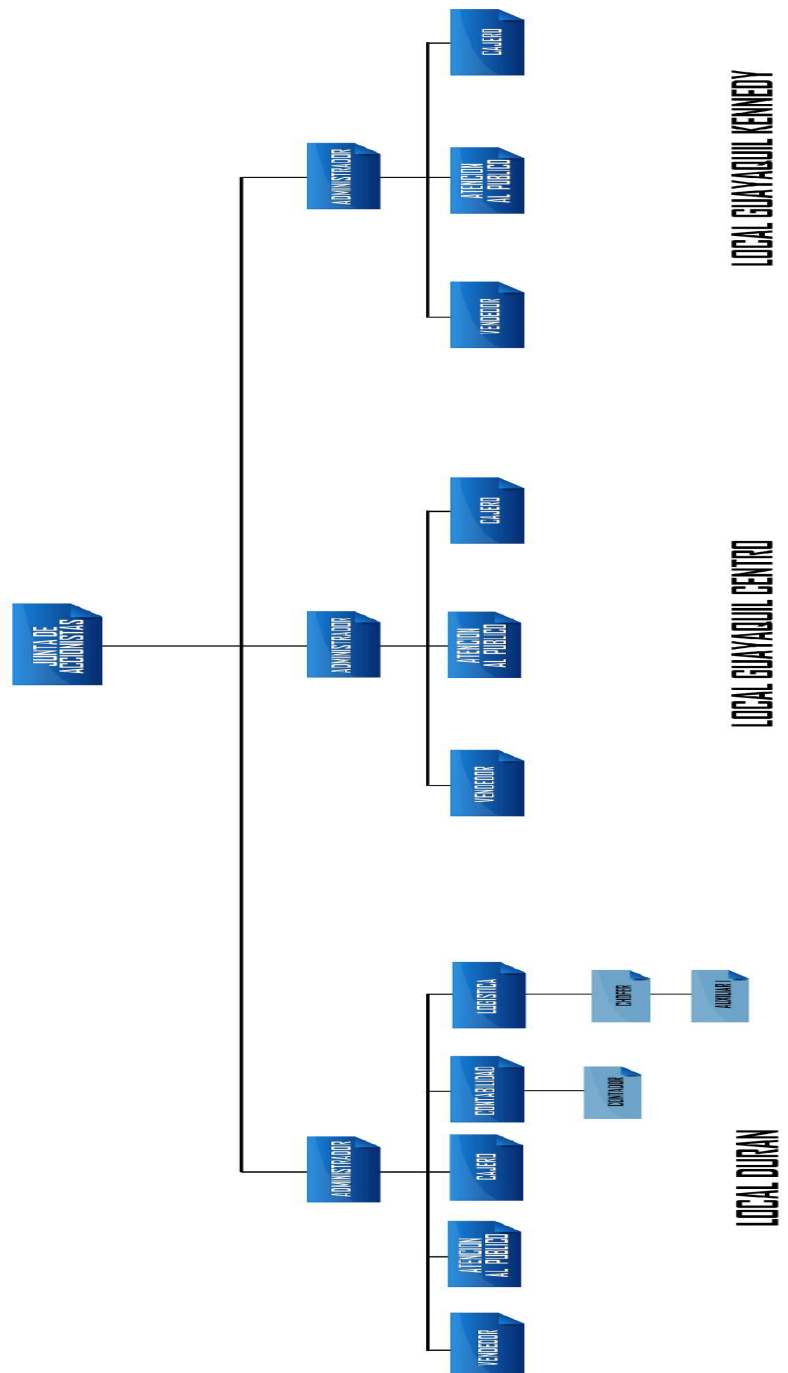 JUNTA DE
ACCIONISTAS
ADMINISTRADOR
ADMINISTRADOR
ADMINISTRADOR
VENDEDOR
ATENCION
AL PUBLICO
CAJERO
CONTABILIDAD
LOGISTICA
VENDEDOR
ATENCION
AL PUBLICO
CAJERO
VENDEDOR
ATENCION
AL PUBLICO
CAJERO
CONTADOR
CHOFER
AUXILIAR I
LOCAL DURAN
LOCAL GUAYAQUIL CENTRO
LOCAL GUAYAQUIL KENNEDY